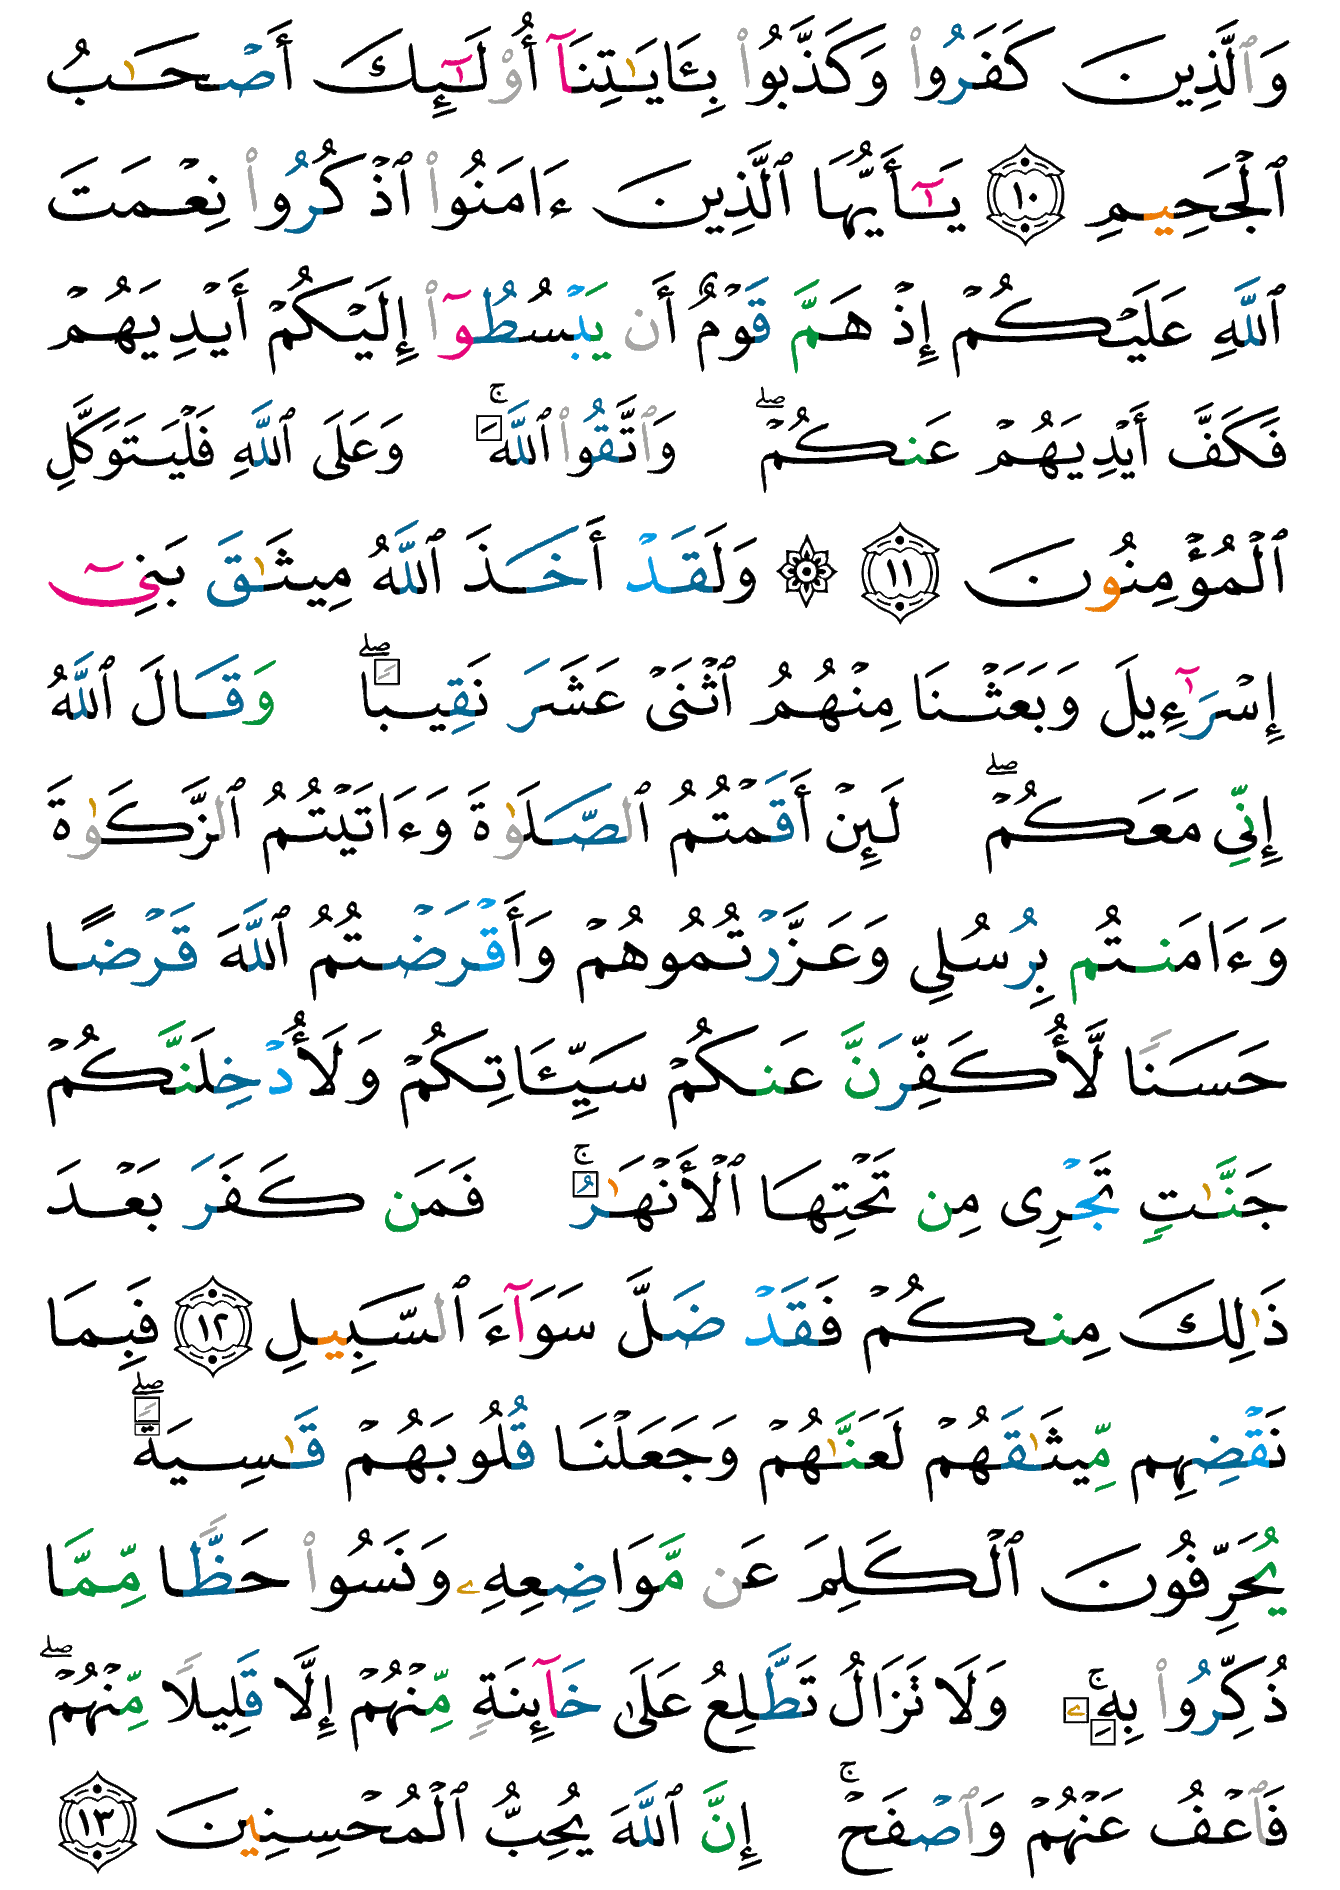 وَٱلَّذِينَ كَفَرُوا۟ وَكَذَّبُوا۟ بِـَٔايَـٰتِنَآ أُو۟لَـٰٓئِكَ أَصْحَـٰبُ
ٱلْجَحِيمِ ١٠ يَـٰٓأَيُّهَا ٱلَّذِينَ ءَامَنُوا۟ ٱذْكُرُوا۟ نِعْمَتَ
ٱللَّهِ عَلَيْكُمْ إِذْ هَمَّ قَوْمٌ أَن يَبْسُطُوٓا۟ إِلَيْكُمْ أَيْدِيَهُمْ
فَكَفَّ أَيْدِيَهُمْ عَنكُمْ ۖ وَٱتَّقُوا۟ ٱللَّهَ ۚ وَعَلَى ٱللَّهِ فَلْيَتَوَكَّلِ
ٱلْمُؤْمِنُونَ ١١ ۞ وَلَقَدْ أَخَذَ ٱللَّهُ مِيثَـٰقَ بَنِىٓ
إِسْرَٰٓءِيلَ وَبَعَثْنَا مِنْهُمُ ٱثْنَىْ عَشَرَ نَقِيبًا ۖ وَقَالَ ٱللَّهُ
إِنِّى مَعَكُمْ ۖ لَئِنْ أَقَمْتُمُ ٱلصَّلَوٰةَ وَءَاتَيْتُمُ ٱلزَّكَوٰةَ
وَءَامَنتُم بِرُسُلِى وَعَزَّرْتُمُوهُمْ وَأَقْرَضْتُمُ ٱللَّهَ قَرْضًا
حَسَنًا لَّأُكَفِّرَنَّ عَنكُمْ سَيِّـَٔاتِكُمْ وَلَأُدْخِلَنَّكُمْ
جَنَّـٰتٍ تَجْرِى مِن تَحْتِهَا ٱلْأَنْهَـٰرُ ۚ فَمَن كَفَرَ بَعْدَ
ذَٰلِكَ مِنكُمْ فَقَدْ ضَلَّ سَوَآءَ ٱلسَّبِيلِ ١٢ فَبِمَا
نَقْضِهِم مِّيثَـٰقَهُمْ لَعَنَّـٰهُمْ وَجَعَلْنَا قُلُوبَهُمْ قَـٰسِيَةً ۖ
يُحَرِّفُونَ ٱلْكَلِمَ عَن مَّوَاضِعِهِۦ وَنَسُوا۟ حَظًّا مِّمَّا
ذُكِّرُوا۟ بِهِۦ ۚ وَلَا تَزَالُ تَطَّلِعُ عَلَىٰ خَآئِنَةٍ مِّنْهُمْ إِلَّا قَلِيلًا مِّنْهُمْ ۖ
فَٱعْفُ عَنْهُمْ وَٱصْفَحْ ۚ إِنَّ ٱللَّهَ يُحِبُّ ٱلْمُحْسِنِينَ ١٣